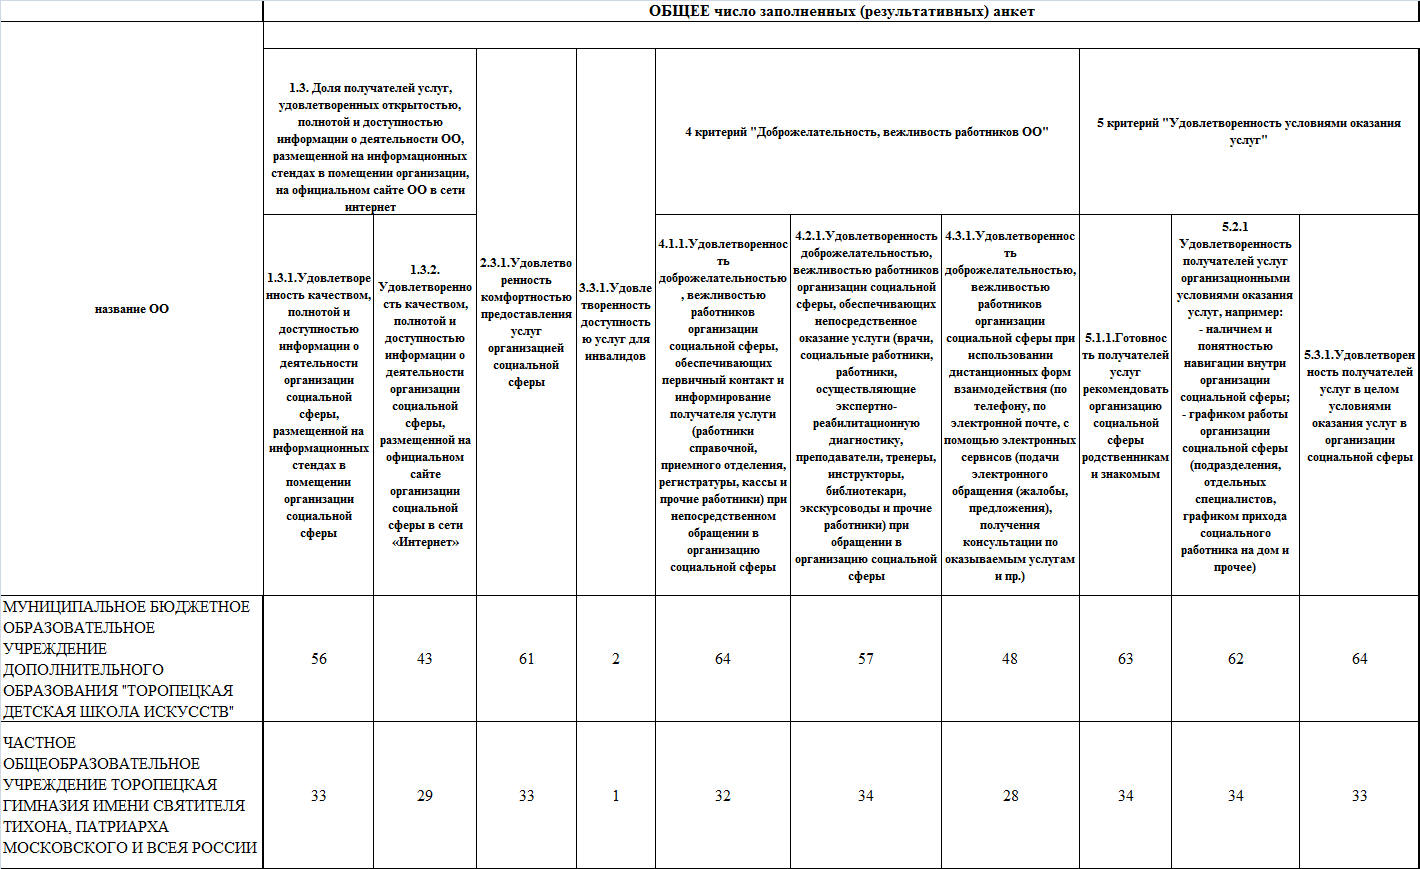 ОБЩЕЕ число заполненных (результативных) анкет
название ОО
1.3. Доля получателей услуг,
удовлетворенных открытостью,
полнотой и доступностью
информации о деятельности ОО,
размещенной на информационных
стендах в помещении организации,
на официальном сайте ОО в сети
интернет
4 критерий "Доброжелательность, вежливость работников ОО"
5 критерий "Удовлетворенность условиями оказания
услуг"
1.3.1.Удовлетворе
нность качеством,
полнотой и
доступностью
информации о
деятельности
организации
социальной
сферы,
размещенной на
информационных
стендах в
помещении
организации
социальной
сферы
1.3.2.
Удовлетворенно
сть качеством,
полнотой и
доступностью
информации о
деятельности
организации
социальной
сферы,
размещенной на
официальном
сайте
организации
социальной
сферы в сети
«Интернет»
2.3.1.Удовлетво
ренность
комфортностью
предоставления
услуг
организацией
социальной
сферы
3.3.1.Удовле
творенность
доступность
ю услуг для
инвалидов
4.1.1.Удовлетвореннос
ть
доброжелательностью
, вежливостью
работников
организации
социальной сферы,
обеспечивающих
первичный контакт и
информирование
получателя услуги
(работники
справочной,
приемного отделения,
регистратуры, кассы и
прочие работники) при
непосредственном
обращении в
организацию
социальной сферы
4.2.1.Удовлетворенность
доброжелательностью,
вежливостью работников
организации социальной
сферы, обеспечивающих
непосредственное
оказание услуги (врачи,
социальные работники,
работники,
осуществляющие
экспертно-
реабилитационную
диагностику,
преподаватели, тренеры,
инструкторы,
библиотекари,
экскурсоводы и прочие
работники) при
обращении в
организацию социальной
сферы
4.3.1.Удовлетвореннос
ть
доброжелательностью,
вежливостью
работников
организации
социальной сферы при
использовании
дистанционных форм
взаимодействия (по
телефону, по
электронной почте, с
помощью электронных
сервисов (подачи
электронного
обращения (жалобы,
предложения),
получения
консультации по
оказываемым услугам
и пр.)
5.1.1.Готовнос
ть получателей
услуг
рекомендовать
организацию
социальной
сферы
родственникам
и знакомым
5.2.1
Удовлетворенность
получателей услуг
организационными
условиями оказания
услуг, например:
- наличием и
понятностью
навигации внутри
организации
социальной сферы;
- графиком работы
организации
социальной сферы
(подразделения,
отдельных
специалистов,
графиком прихода
социального
работника на дом и
прочее)
5.3.1.Удовлетворен
ность получателей
услуг в целом
условиями
оказания услуг в
организации
социальной сферы
МУНИЦИПАЛЬНОЕ БЮДЖЕТНОЕ
ОБРАЗОВАТЕЛЬНОЕ
УЧРЕЖДЕНИЕ
ДОПОЛНИТЕЛЬНОГО
ОБРАЗОВАНИЯ "ТОРОПЕЦКАЯ
ДЕТСКАЯ ШКОЛА ИСКУССТВ"
56 43 61 2 64 57 48 63 62 64
ЧАСТНОЕ
ОБЩЕОБРАЗОВАТЕЛЬНОЕ
УЧРЕЖДЕНИЕ ТОРОПЕЦКАЯ
ГИМНАЗИЯ ИМЕНИ СВЯТИТЕЛЯ
ТИХОНА, ПАТРИАРХА
МОСКОВСКОГО И ВСЕЯ РОССИИ
33 29 33 1 32 34 28 34 34 33